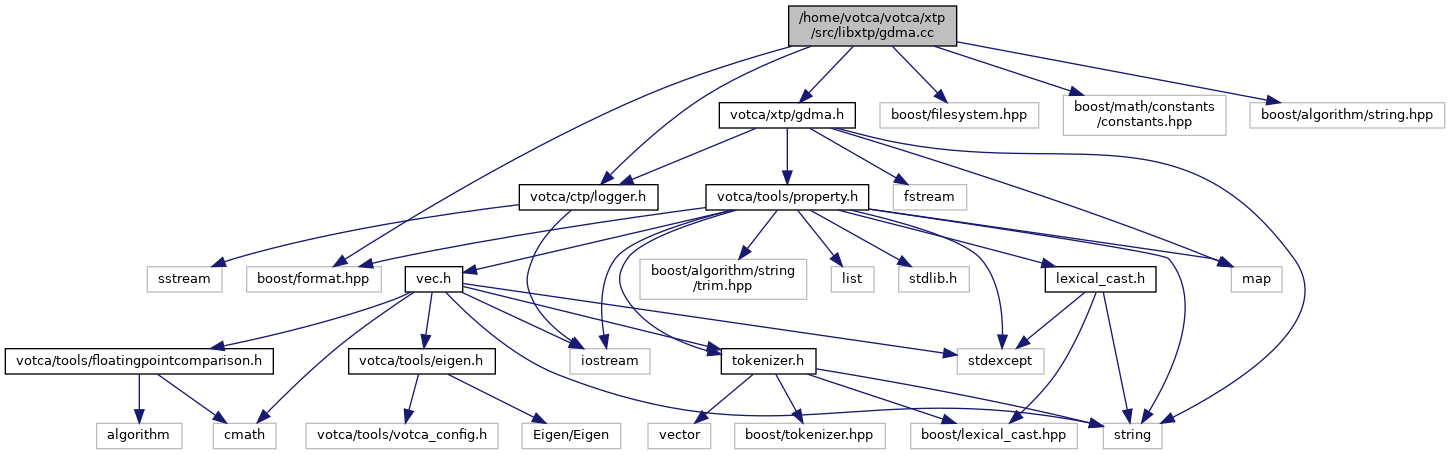 /home/votca/votca/xtp
/src/libxtp/gdma.cc
votca/xtp/gdma.h
boost/filesystem.hpp
boost/math/constants
/constants.hpp
boost/algorithm/string.hpp
votca/ctp/logger.h
votca/tools/property.h
fstream
sstream
boost/format.hpp
vec.h
boost/algorithm/string
/trim.hpp
list
stdlib.h
lexical_cast.h
map
votca/tools/floatingpointcomparison.h
votca/tools/eigen.h
iostream
tokenizer.h
stdexcept
algorithm
cmath
votca/tools/votca_config.h
Eigen/Eigen
vector
boost/tokenizer.hpp
boost/lexical_cast.hpp
string